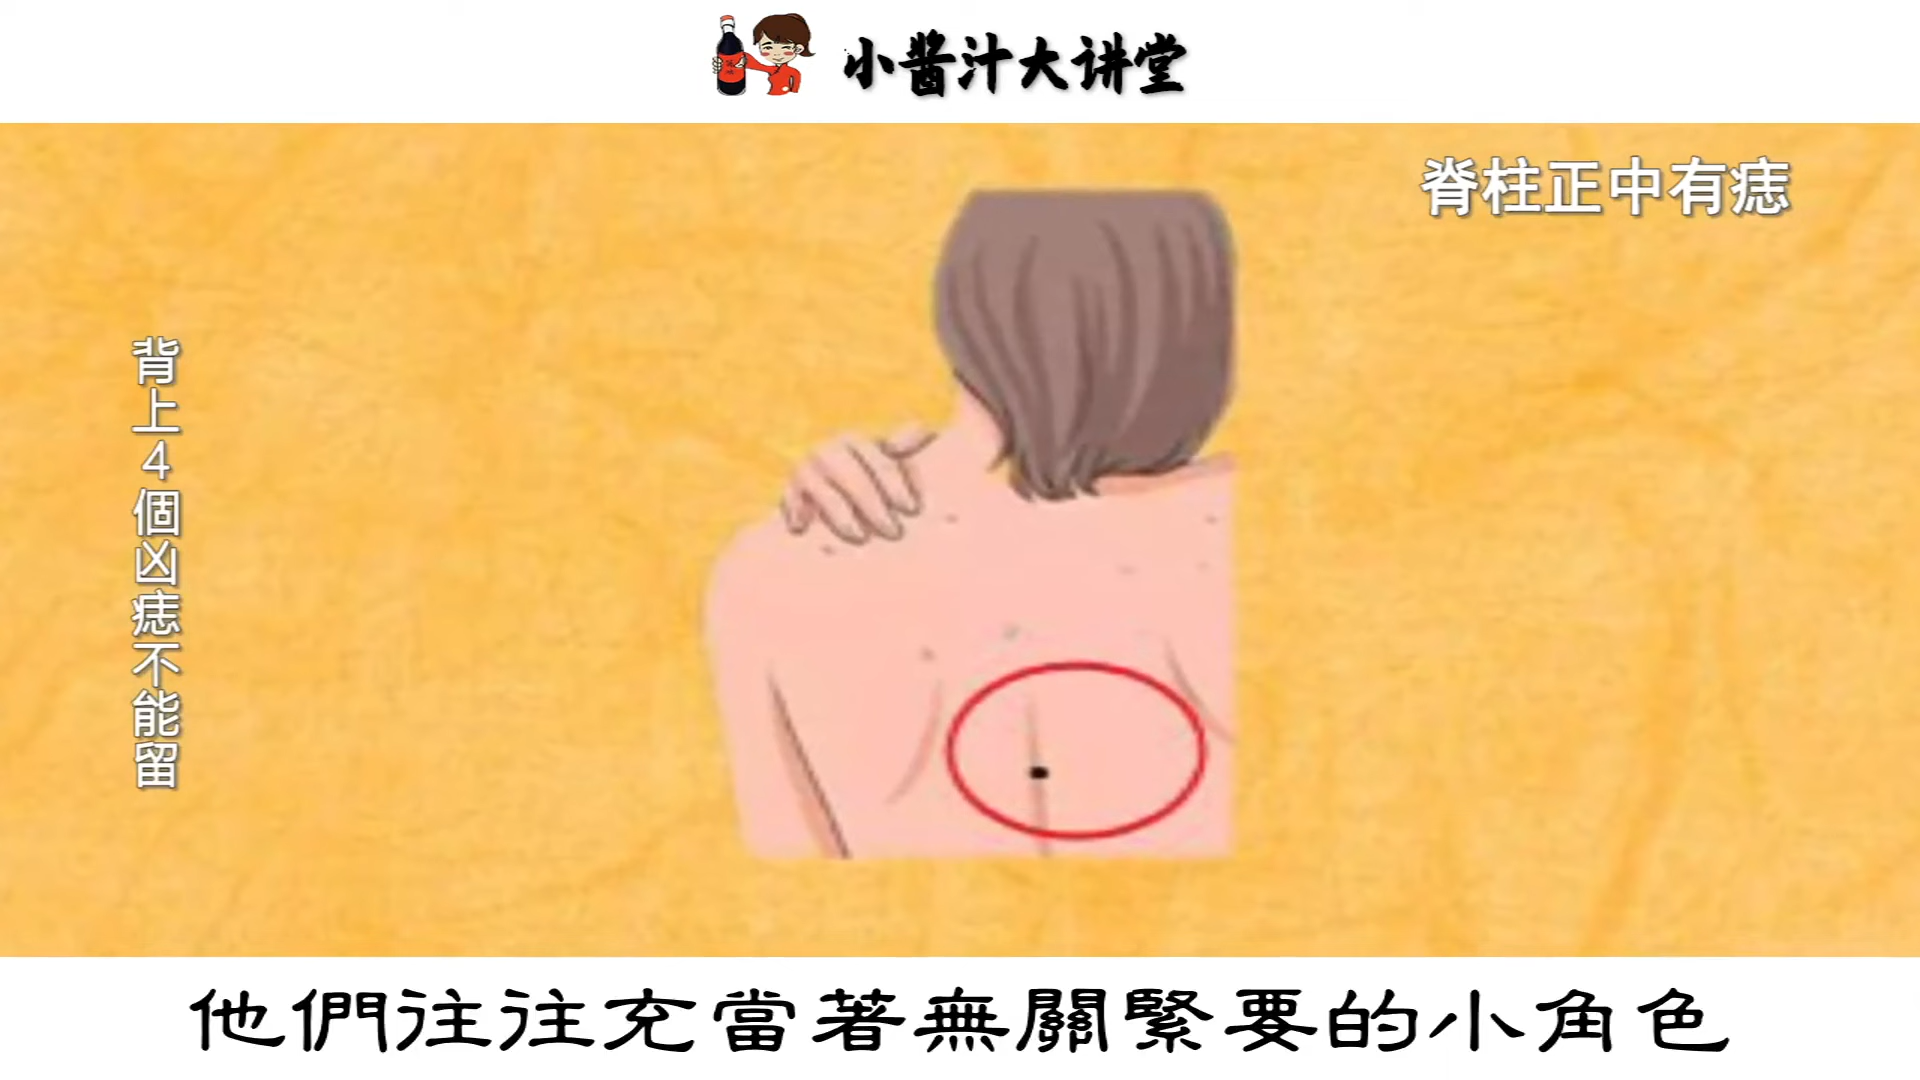 小酱汁大讲堂
脊柱正中有痣
背上4個凶痣不能留
他們往往充當著無關緊要的小角色